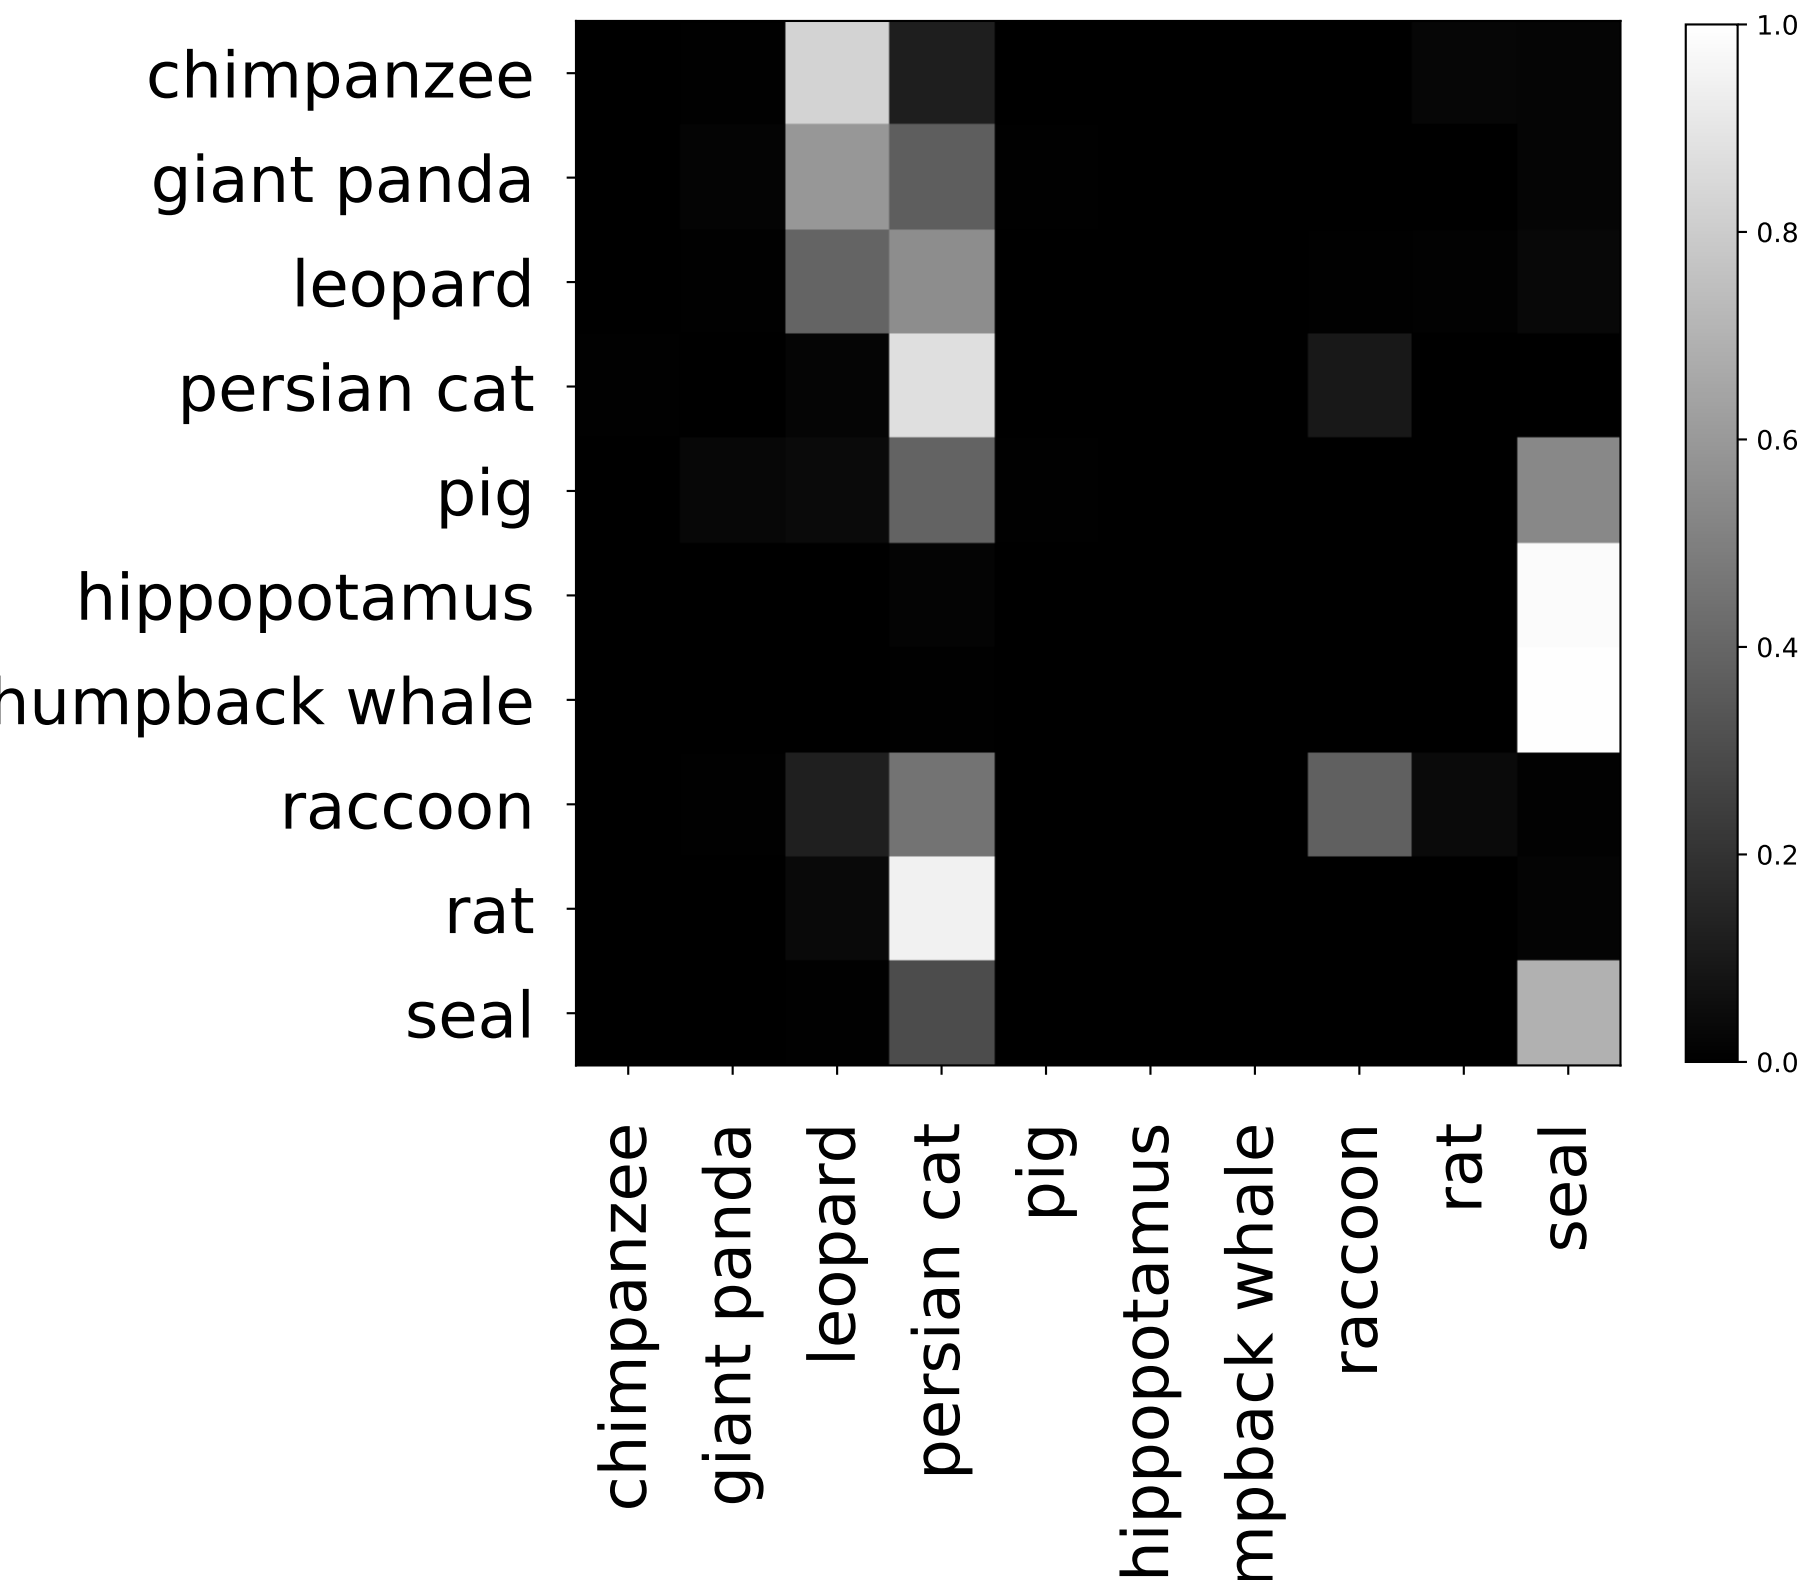 chimpanzee
giant panda
leopard
persian cat
pig
hippopotamus
humpback whale
raccoon
rat
seal
chimpanzee
giant panda
leopard
persian cat
pig
hippopotamus
mpback whale
raccoon
rat
seal
1.0
0.8
0.6
0.4
0.2
0.0